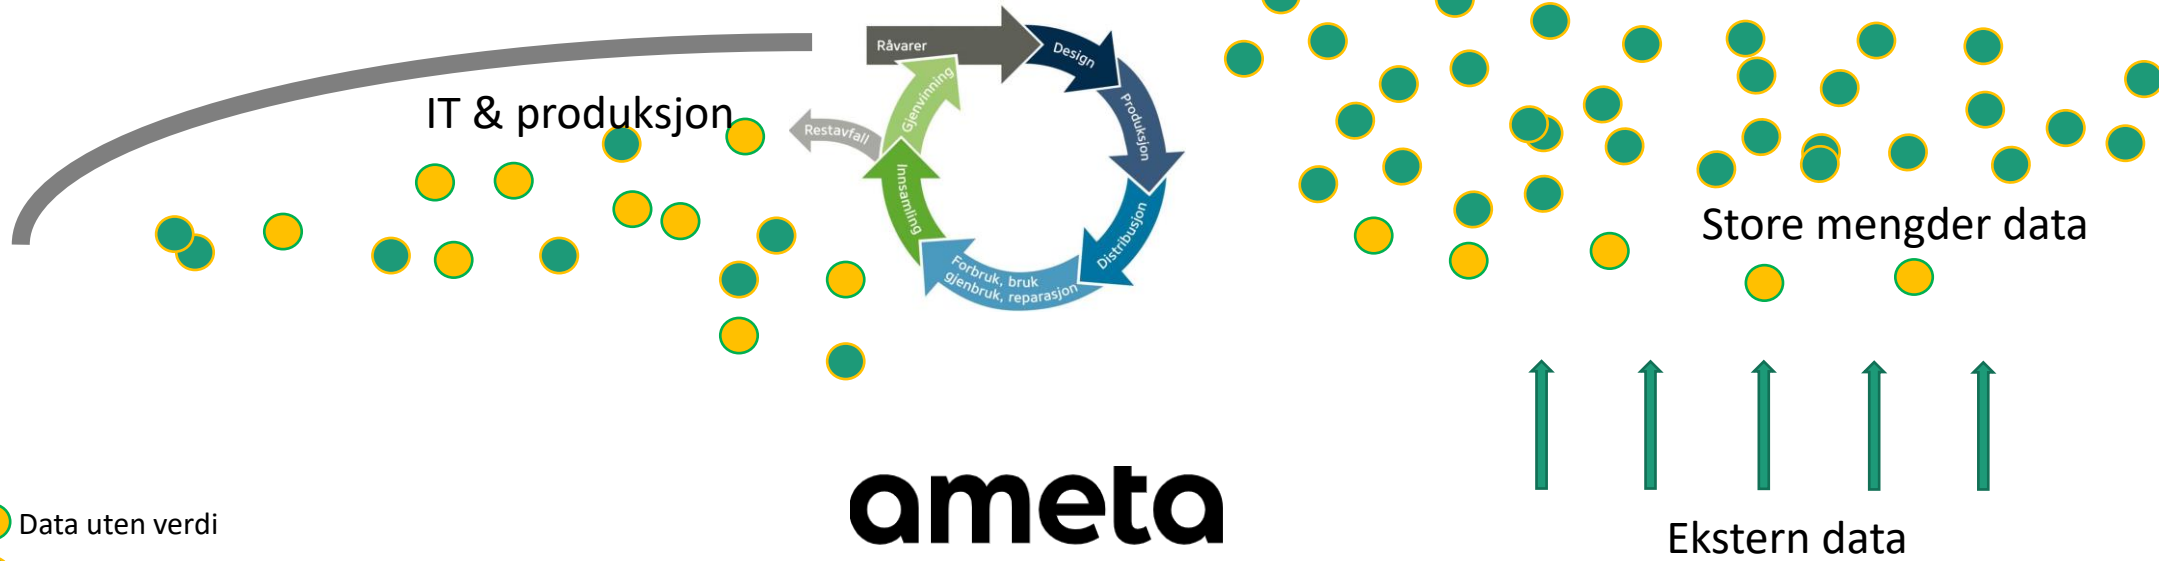 IT & produksjon
Råvarer
Design
Produksjon
Distribusjon
Forbruk, bruk
gjenbruk, reparasjon
Innsamling
Gjenvinning
Restavfall
Store mengder data
ameta
Data uten verdi
Ekstern data